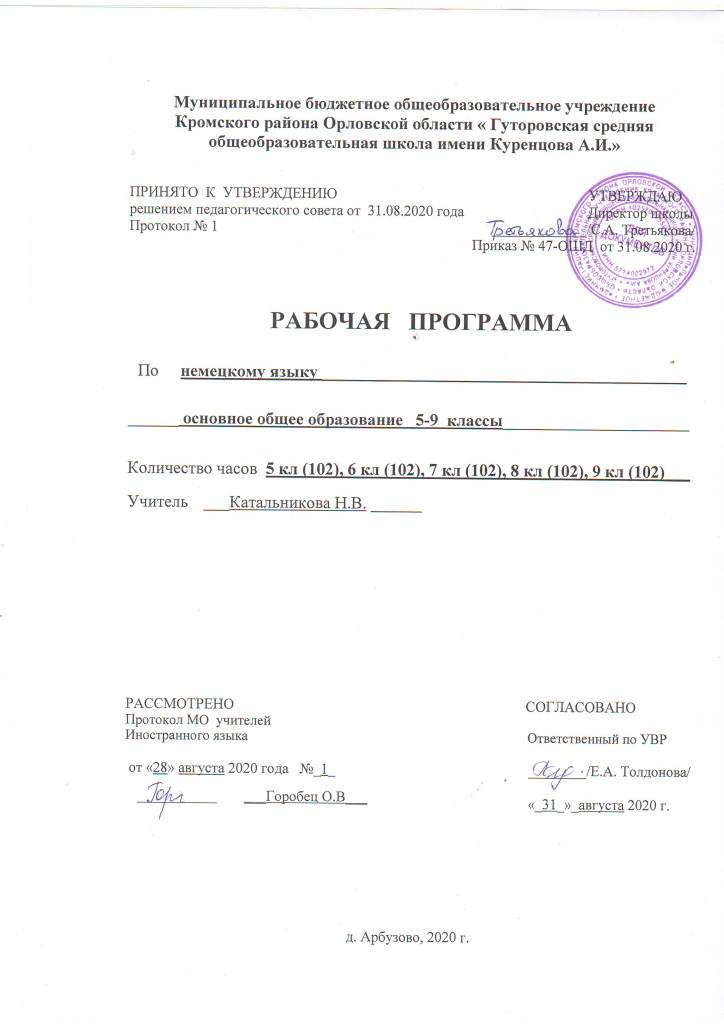 Муниципальное бюджетное общеобразовательное учреждение
Кромского района Орловской области « Гуторовская средняя
общеобразовательная школа имени Куренцова А.И.»
ПРИНЯТО К УТВЕРЖДЕНИЮ
решением педагогического совета от 31.08.2020 года
Протокол № 1
УТВЕРЖДАЮ
Директор школы
Третьякова /С.А. Третьякова/
Приказ № 47-ОЩД от 31.08.2020 г.
РАБОЧАЯ ПРОГРАММА
По немецкому языку
основное общее образование 5-9 классы
Количество часов 5 кл (102), 6 кл (102), 7 кл (102), 8 кл (102), 9 кл (102)
Учитель Катальникова Н.В.
РАССМОТРЕНО
Протокол МО учителей
Иностранного языка
от «28» августа 2020 года № 1
Горобец О.В
СОГЛАСОВАНО
Ответственный по УВР
/Е.А. Толдонова/
« 31 » августа 2020 г.
д. Арбузово, 2020 г.